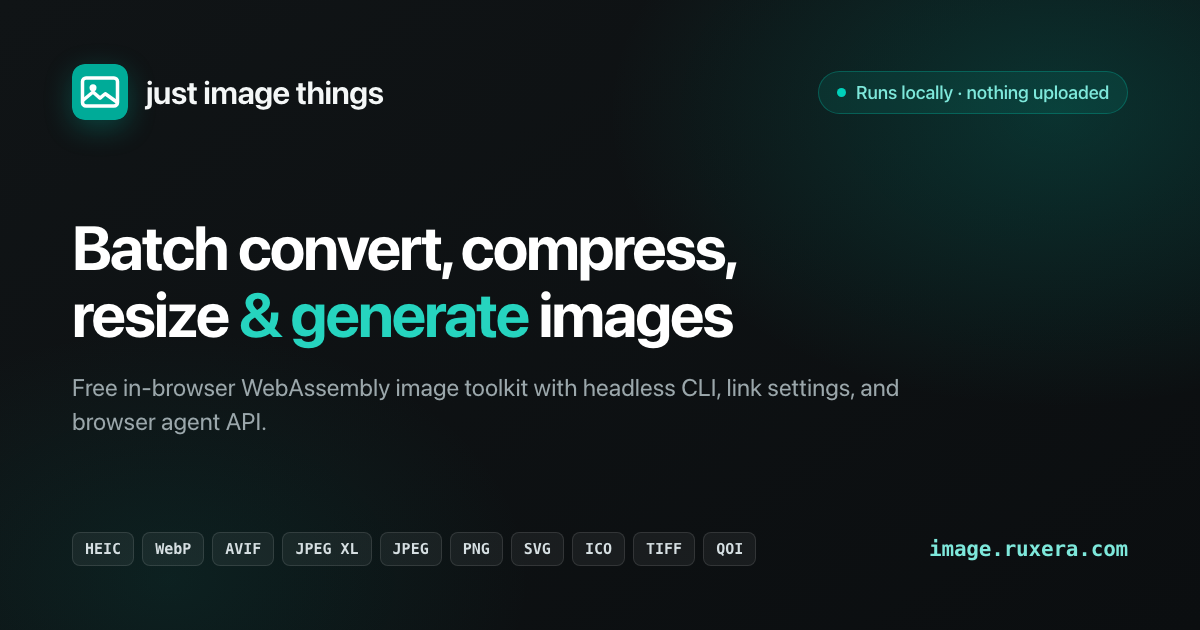 just image things
Runs locally · nothing uploaded
Batch convert, compress,
resize & generate images
Free in-browser WebAssembly image toolkit with headless CLI, link settings, and
browser agent API.
HEIC WebP AVIF JPEG XL JPEG PNG SVG ICO TIFF QOI
image.ruxera.com